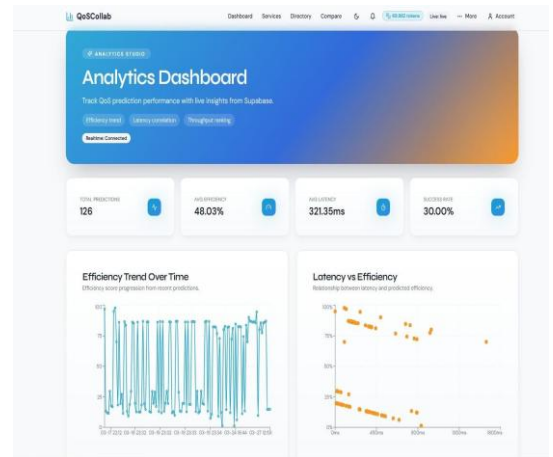 QoSCollab
Dashboard Services Directory Compare
User live
More
Account
ANALYTICS STUDIO
Analytics Dashboard
Track QoS prediction performance with live insights from Supabase.
Efficiency trend Latency correlation Throughput ranking
Realtime: Connected
TOTAL PREDICTIONS
126
AVG EFFICIENCY
48.03%
AVG LATENCY
321.35ms
SUCCESS RATE
30.00%
Efficiency Trend Over Time
Efficiency score progression from recent predictions.
100
75
50
25
0
Latency vs Efficiency
Relationship between latency and predicted efficiency.
100%
75%
50%
25%
0%
0ms